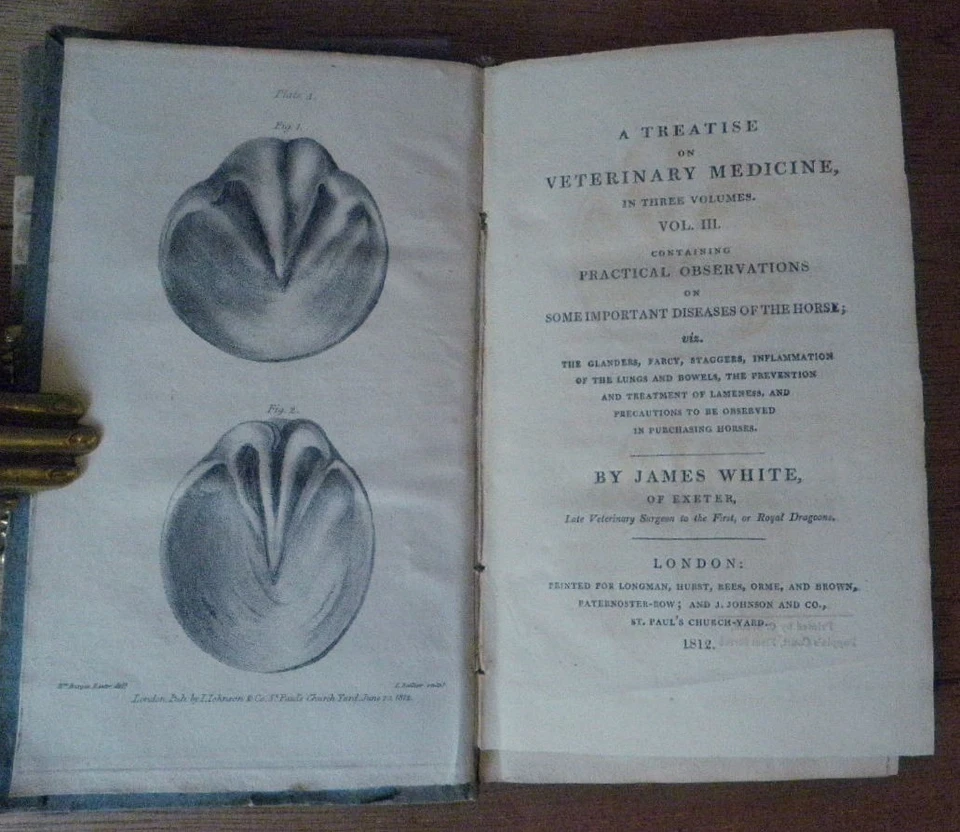 Plate 1.
Fig. 1.
Fig. 2.
London, Pub. by J. Johnson & Co. St. Paul's Church Yard, June 20, 1812.
A TREATISE
ON
VETERINARY MEDICINE,
IN THREE VOLUMES.
VOL. III.
CONTAINING
PRACTICAL OBSERVATIONS
ON
SOME IMPORTANT DISEASES OF THE HORSE;
viz.
THE GLANDERS, FARCY, STAGGERS, INFLAMMATION
OF THE LUNGS AND BOWELS, THE PREVENTION
AND TREATMENT OF LAMENESS, AND
PRECAUTIONS TO BE OBSERVED
IN PURCHASING HORSES.
BY JAMES WHITE,
OF EXETER,
Late Veterinary Surgeon to the First, or Royal Dragoons.
LONDON:
PRINTED FOR LONGMAN, HURST, REES, ORME, AND BROWN,
PATERNOSTER-ROW; AND J. JOHNSON AND CO.,
ST. PAUL'S CHURCH-YARD.
1812.